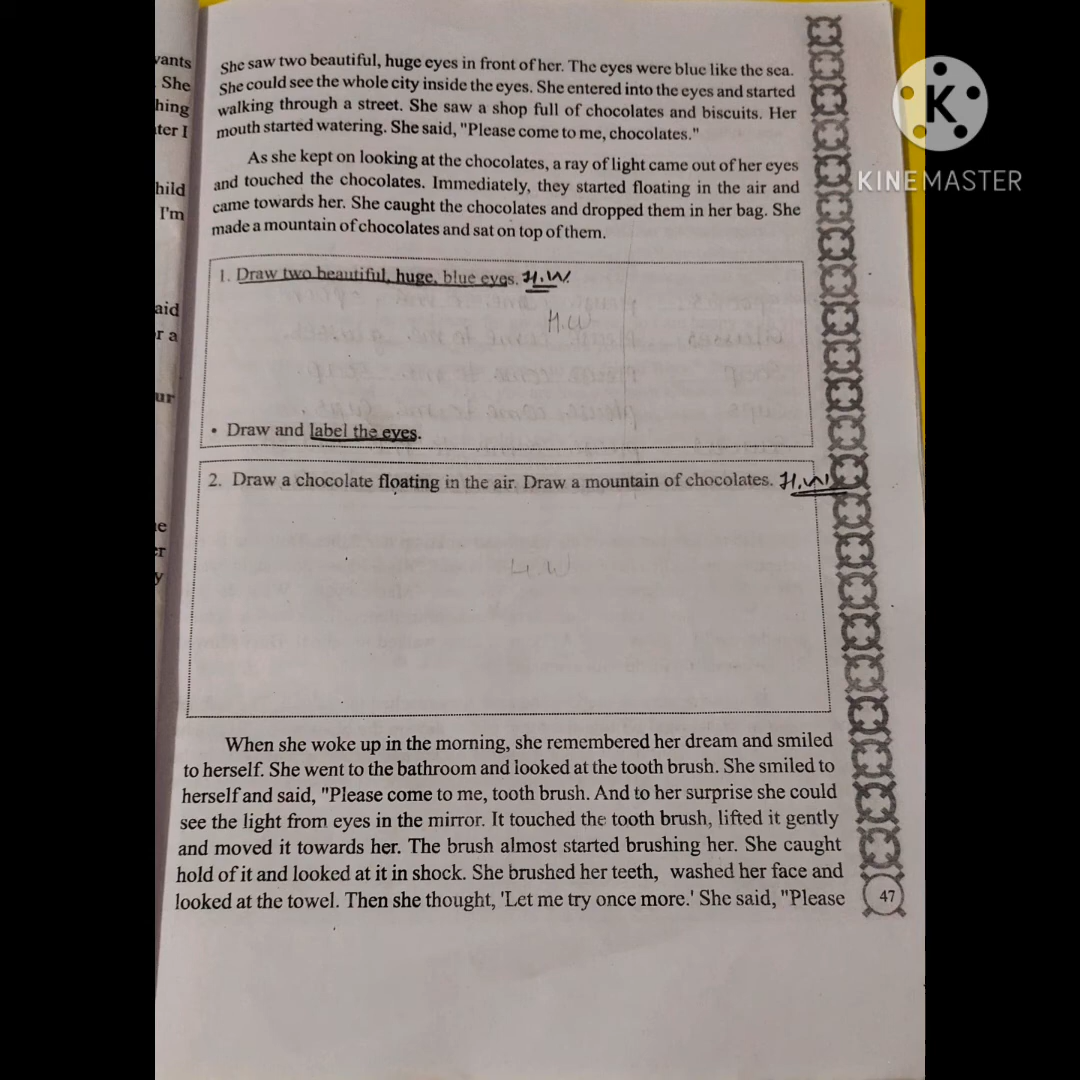 vants
She
hing
ter I
hild
I'm
aid
r a
ur
er
y
She saw two beautiful, huge eyes in front of her. The eyes were blue like the sea.
She could see the whole city inside the eyes. She entered into the eyes and started
walking through a street. She saw a shop full of chocolates and biscuits. Her
mouth started watering. She said, "Please come to me, chocolates."
As she kept on looking at the chocolates, a ray of light came out of her eyes
and touched the chocolates. Immediately, they started floating in the air and
came towards her. She caught the chocolates and dropped them in her bag. She
made a mountain of chocolates and sat on top of them.
1. Draw two beautiful, huge, blue eyes. H.W.
H.W
• Draw and label the eyes.
2. Draw a chocolate floating in the air. Draw a mountain of chocolates. H.W
H.W
When she woke up in the morning, she remembered her dream and smiled
to herself. She went to the bathroom and looked at the tooth brush. She smiled to
herself and said, "Please come to me, tooth brush. And to her surprise she could
see the light from eyes in the mirror. It touched the tooth brush, lifted it gently
and moved it towards her. The brush almost started brushing her. She caught
hold of it and looked at it in shock. She brushed her teeth, washed her face and
looked at the towel. Then she thought, 'Let me try once more.' She said, "Please
47
K
KINEMASTER